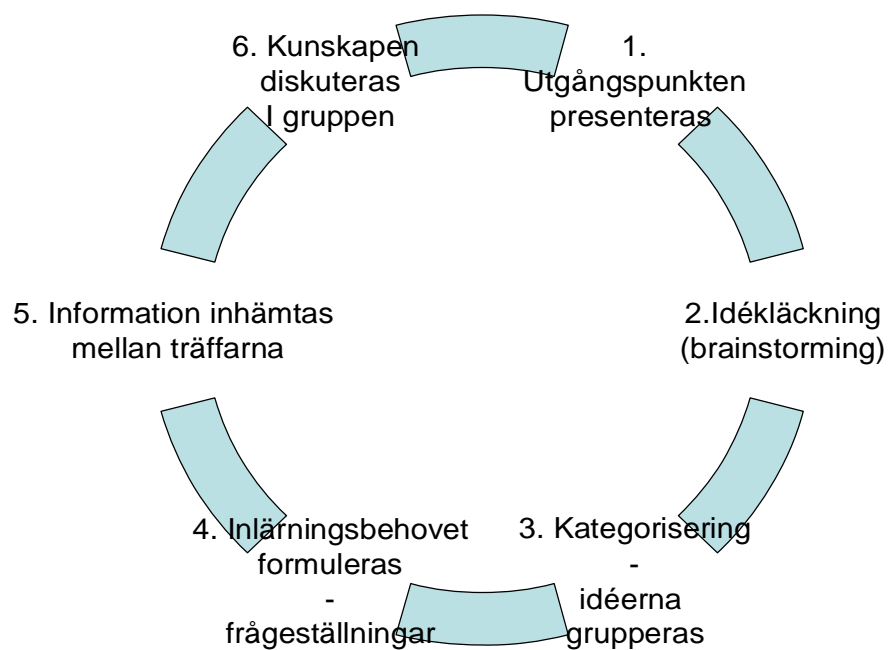 1.
Utgångspunkten
presenteras
2.Idékläckning
(brainstorming)
3. Kategorisering
-
idéerna
grupperas
4. Inlärningsbehovet
formuleras
-
frågeställningar
5. Information inhämtas
mellan träffarna
6. Kunskapen
diskuteras
I gruppen